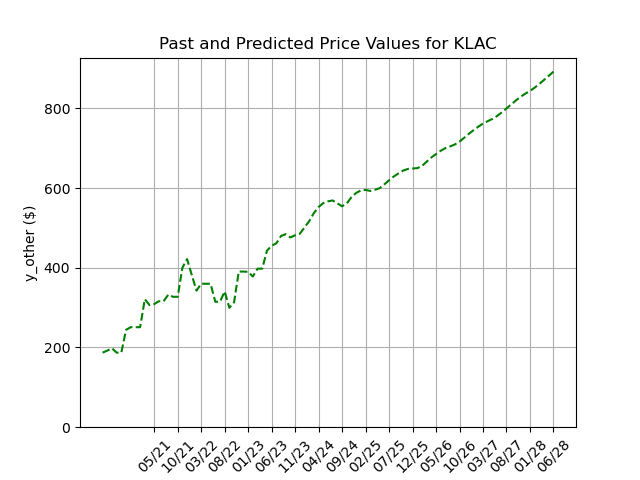 Past and Predicted Price Values for KLAC
y_other ($)
800
600
400
200
0
05/21 10/21 03/22 08/22 01/23 06/23 11/23 04/24 09/24 02/25 07/25 12/25 05/26 10/26 03/27 08/27 01/28 06/28